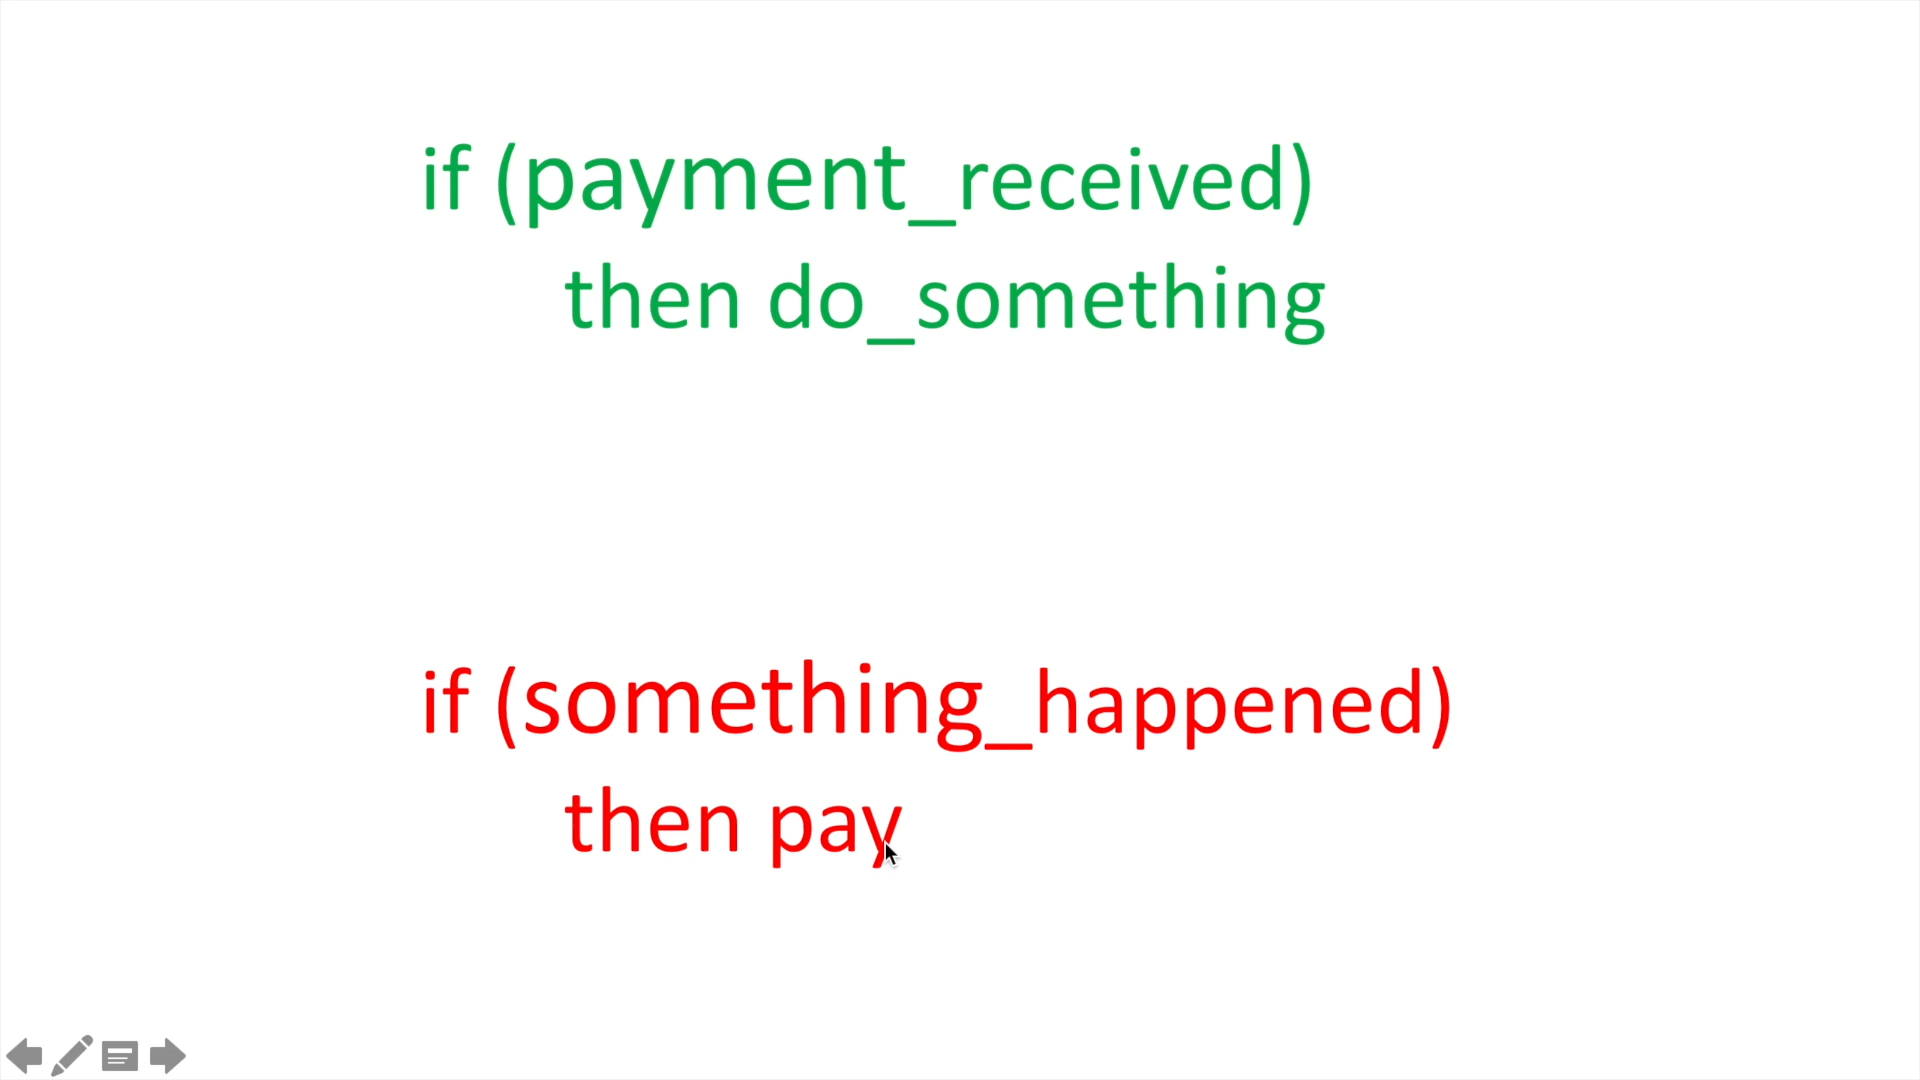 if (payment_received)
then do_something
if (something_happened)
then pay